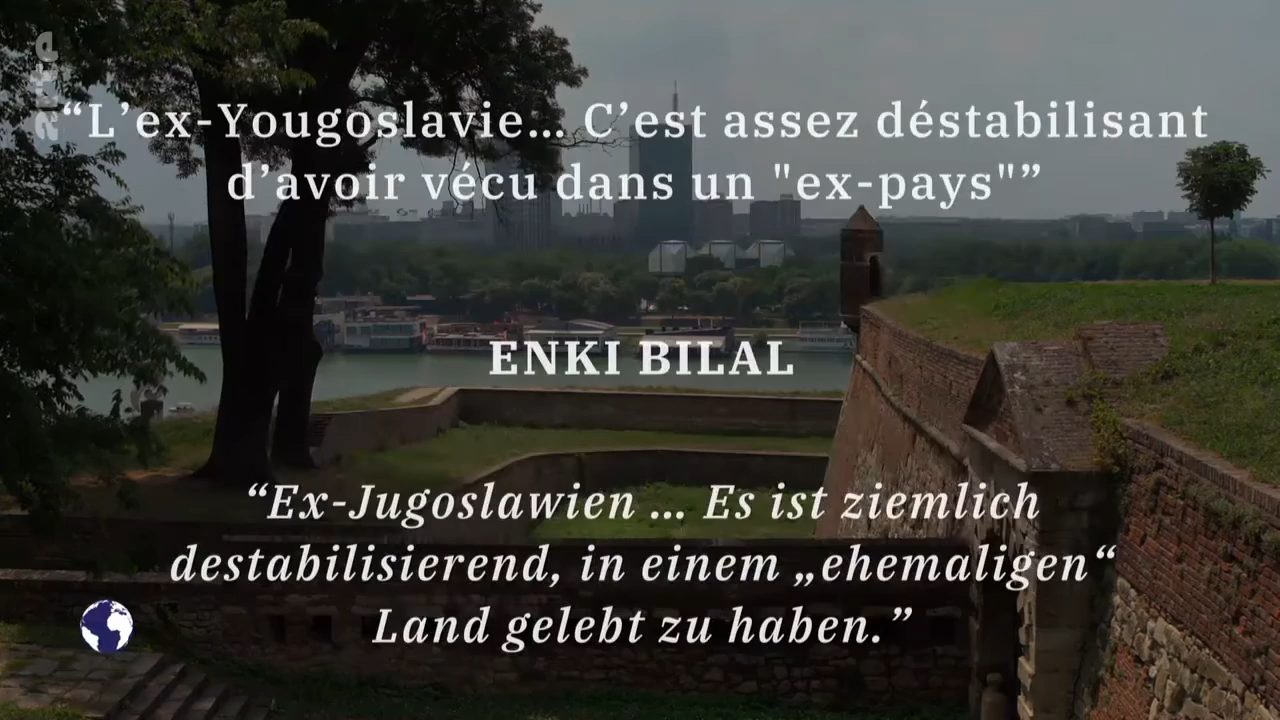 arte
“L’ex-Yougoslavie… C’est assez déstabilisant
d’avoir vécu dans un "ex-pays"”
ENKI BILAL
“Ex-Jugoslawien … Es ist ziemlich
destabilisierend, in einem „ehemaligen“
Land gelebt zu haben.”